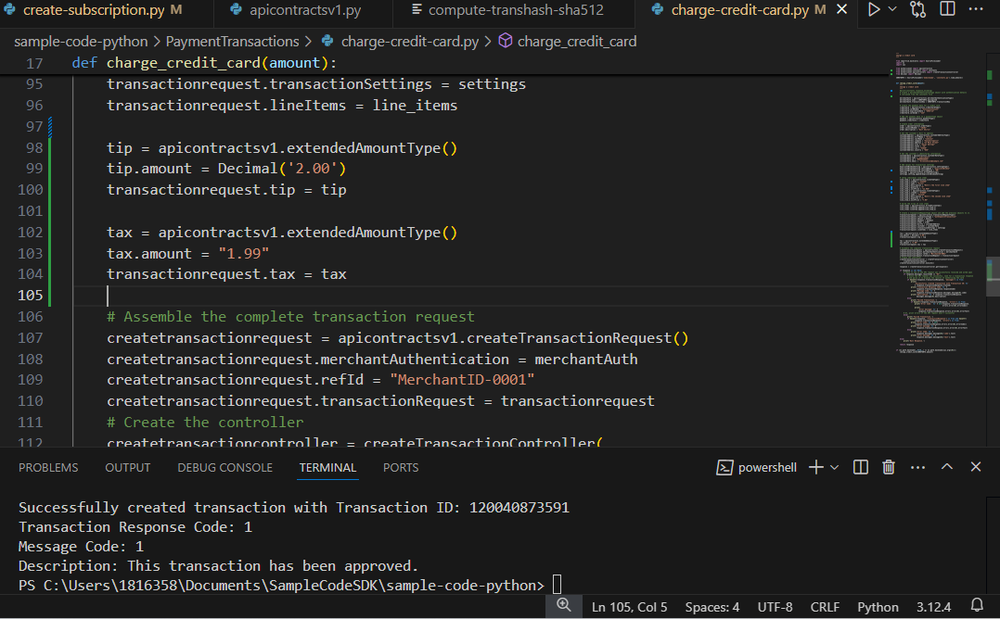 create-subscription.py M apicontractsv1.py compute-transhash-sha512 charge-credit-card.py M
sample-code-python > PaymentTransactions > charge-credit-card.py > charge_credit_card
17 def charge_credit_card(amount):
95 transactionrequest.transactionSettings = settings
96 transactionrequest.lineItems = line_items
97
98 tip = apicontractsv1.extendedAmountType()
99 tip.amount = Decimal('2.00')
100 transactionrequest.tip = tip
101
102 tax = apicontractsv1.extendedAmountType()
103 tax.amount = "1.99"
104 transactionrequest.tax = tax
105
106 # Assemble the complete transaction request
107 createtransactionrequest = apicontractsv1.createTransactionRequest()
108 createtransactionrequest.merchantAuthentication = merchantAuth
109 createtransactionrequest.refId = "MerchantID-0001"
110 createtransactionrequest.transactionRequest = transactionrequest
111 # Create the controller
112 createtransactioncontroller = createTransactionController(
PROBLEMS OUTPUT DEBUG CONSOLE TERMINAL PORTS powershell
Successfully created transaction with Transaction ID: 120040873591
Transaction Response Code: 1
Message Code: 1
Description: This transaction has been approved.
PS C:\Users\1816358\Documents\SampleCodeSDK\sample-code-python>
Ln 105, Col 5 Spaces: 4 UTF-8 CRLF Python 3.12.4